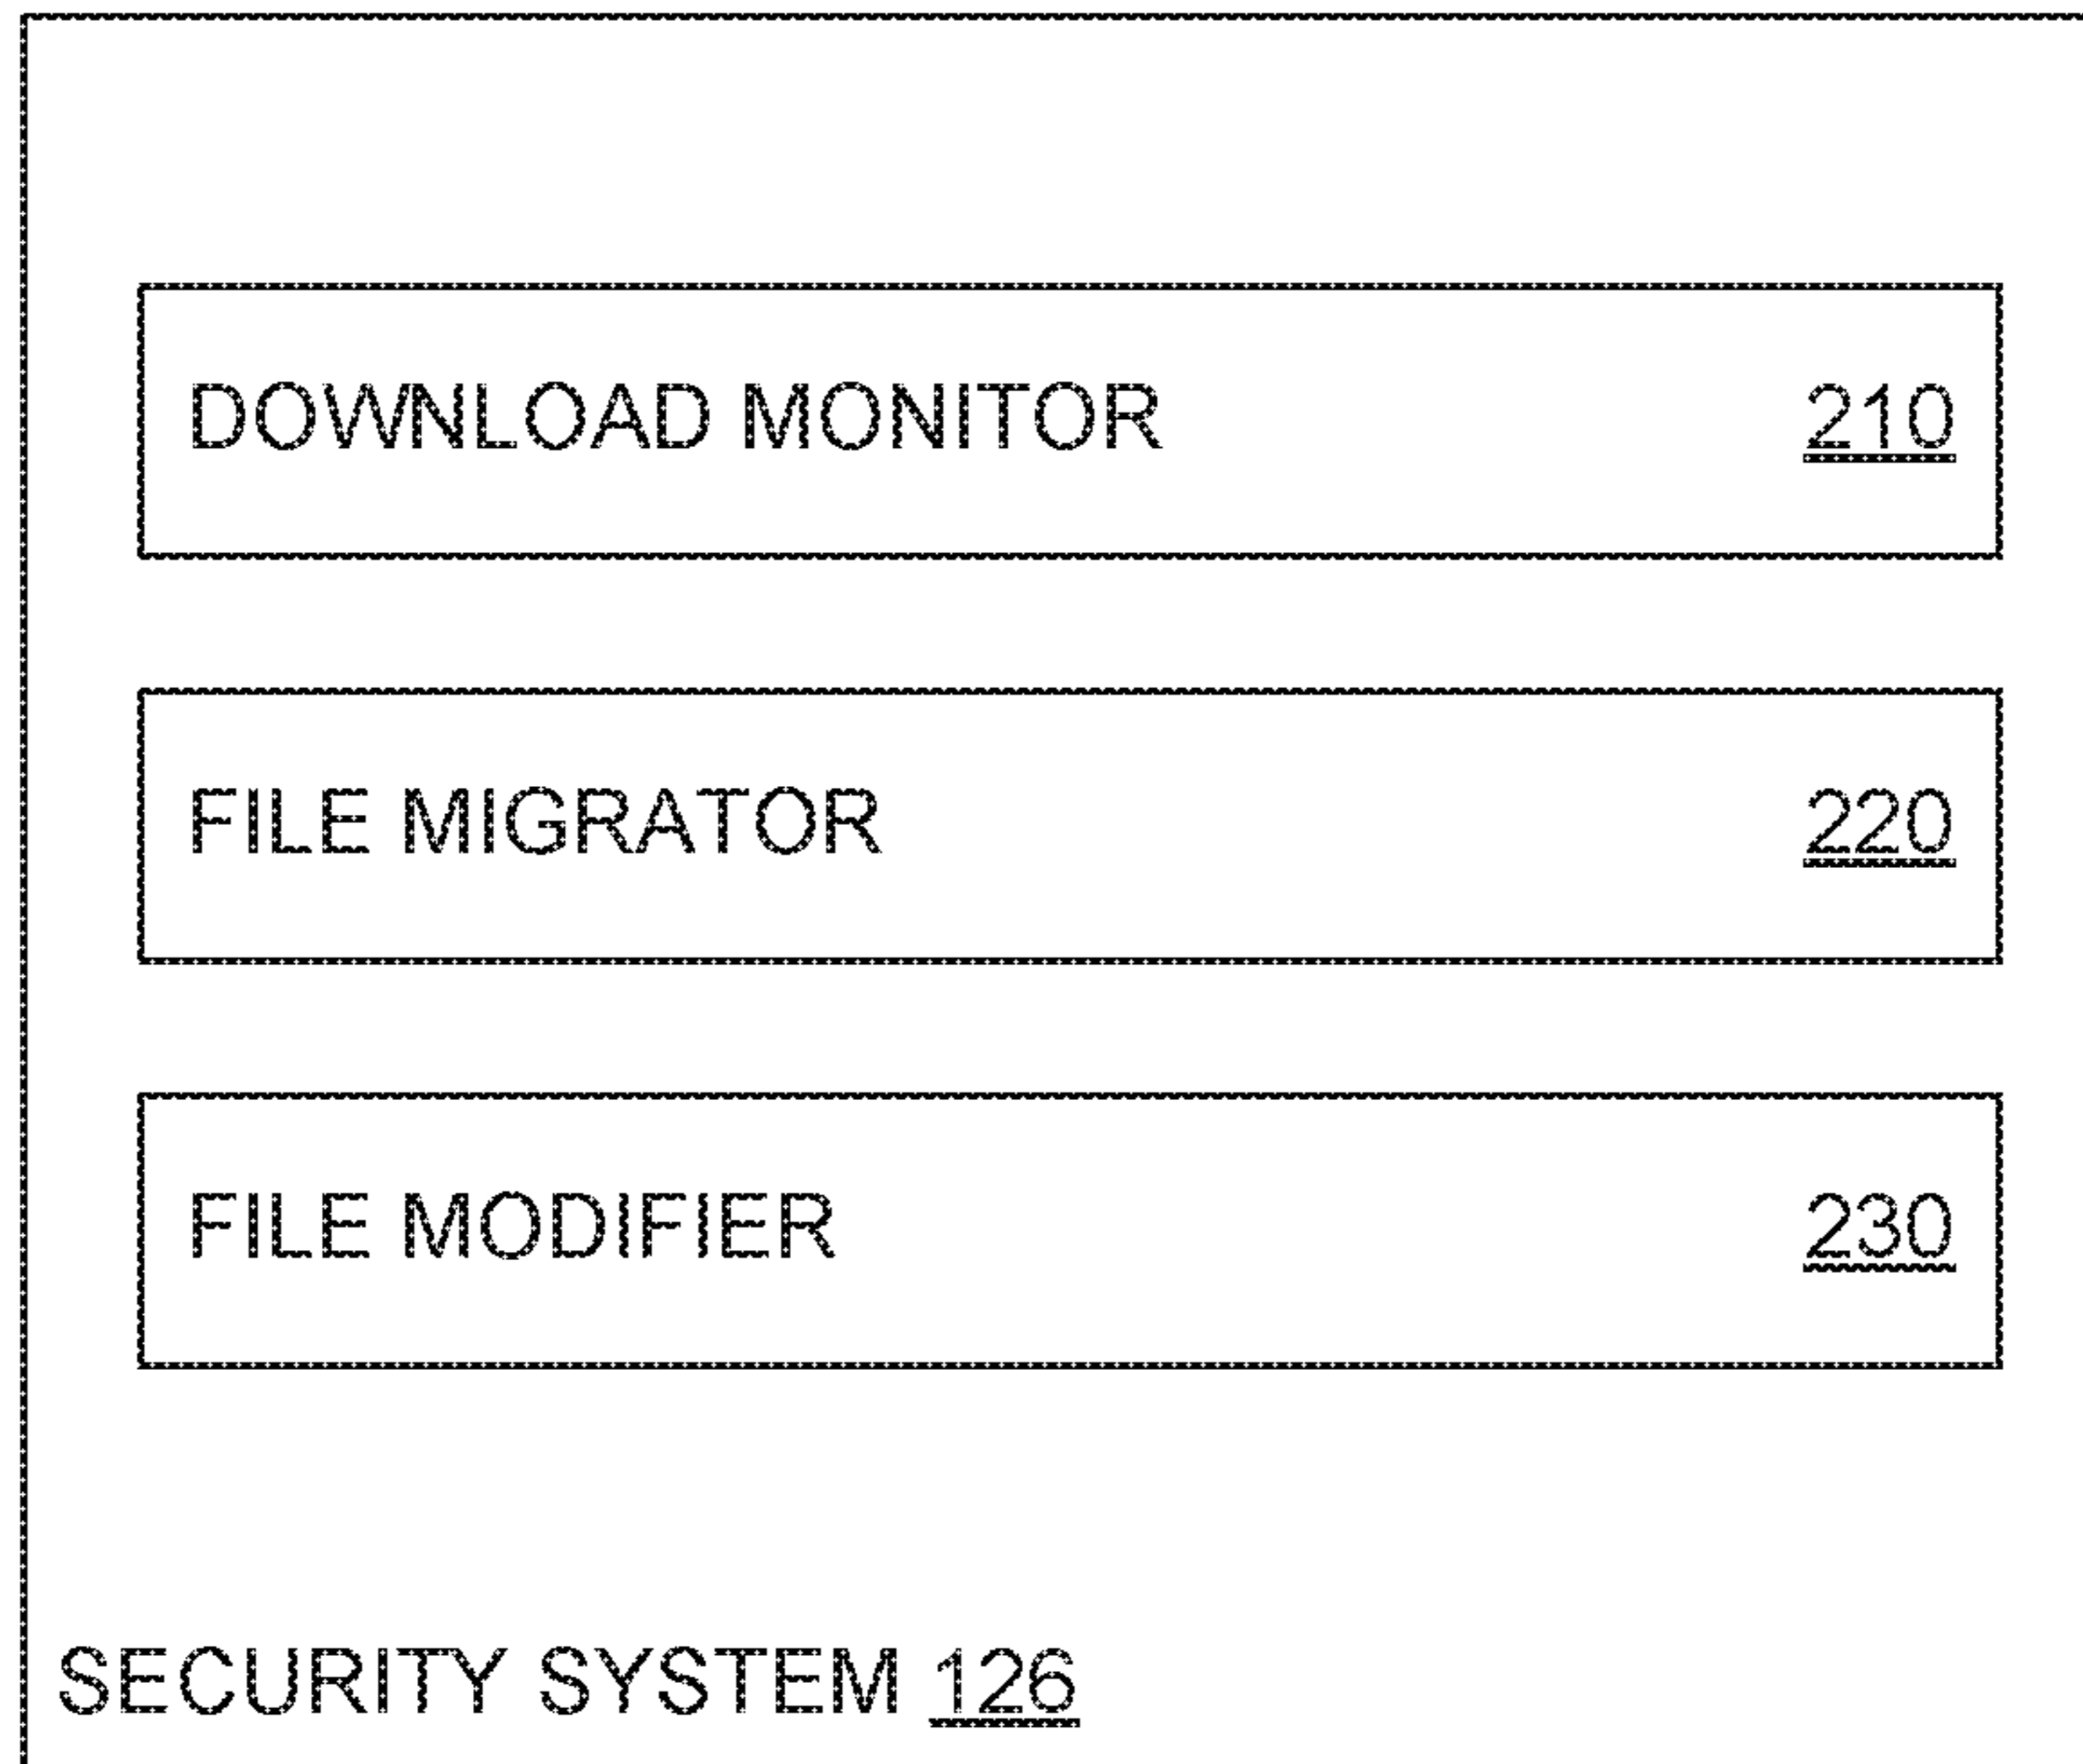 DOWNLOAD MONITOR 210
FILE MIGRATOR 220
FILE MODIFIER 230
SECURITY SYSTEM 126